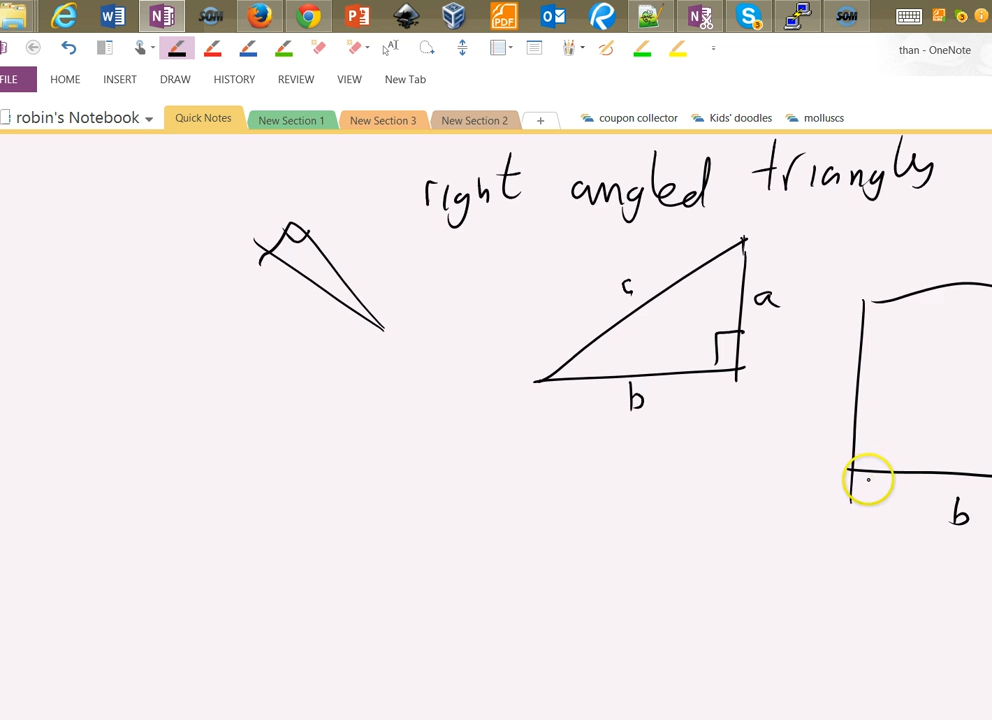 than - OneNote
FILE HOME INSERT DRAW HISTORY REVIEW VIEW New Tab
robin's Notebook Quick Notes New Section 1 New Section 3 New Section 2 + coupon collector Kids' doodles molluscs
right angled triangls
c
a
b
b